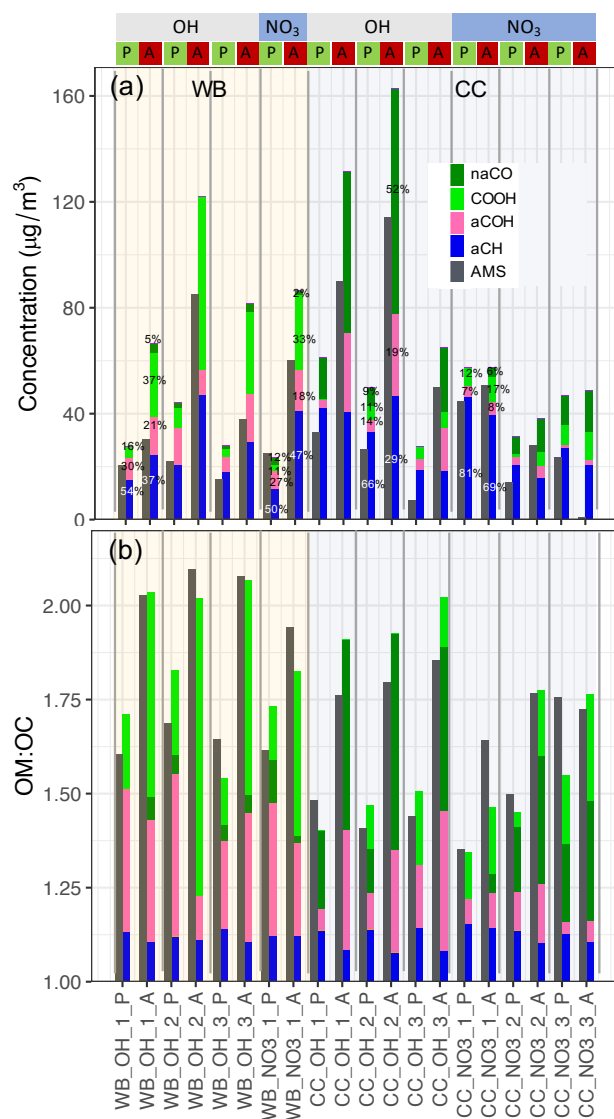 OH NO₃ OH NO₃
P A P A P A P A P A P A P A P A P A P A
(a) WB CC
160
120
80
40
0
Concentration (µg/m³)
naCO
COOH
aCOH
aCH
AMS
16%
30%
54%
5%
37%
21%
37%
12%
11%
27%
50%
2%
33%
18%
47%
9%
11%
14%
66%
52%
19%
29%
12%
7%
81%
6%
17%
8%
69%
(b)
2.00
1.75
1.50
1.25
1.00
OM:OC
WB_OH_1_P
WB_OH_1_A
WB_OH_2_P
WB_OH_2_A
WB_OH_3_P
WB_OH_3_A
WB_NO3_1_P
WB_NO3_1_A
CC_OH_1_P
CC_OH_1_A
CC_OH_2_P
CC_OH_2_A
CC_OH_3_P
CC_OH_3_A
CC_NO3_1_P
CC_NO3_1_A
CC_NO3_2_P
CC_NO3_2_A
CC_NO3_3_P
CC_NO3_3_A